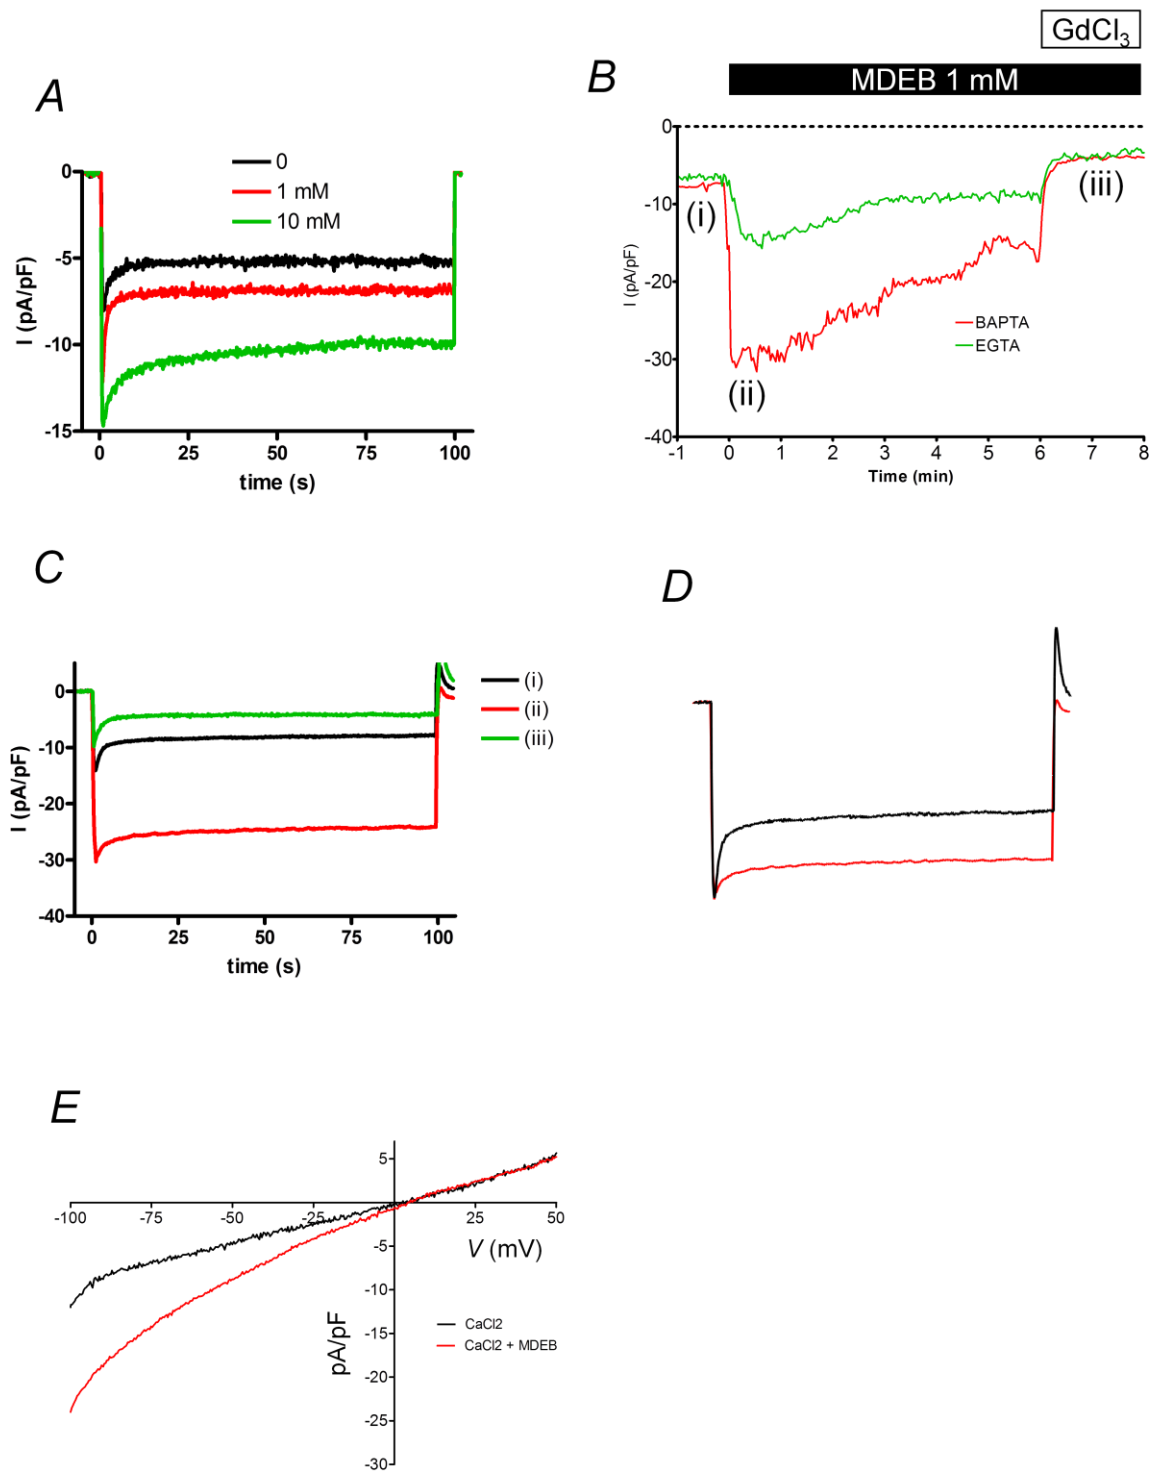 A
0
1 mM
10 mM
0
-5
-10
-15
I (pA/pF)
0 25 50 75 100
time (s)
B
GdCl₃
MDEB 1 mM
0
-10
-20
-30
-40
I (pA/pF)
(i)
(ii)
(iii)
BAPTA
EGTA
-1 0 1 2 3 4 5 6 7 8
Time (min)
C
0
-10
-20
-30
-40
I (pA/pF)
(i)
(ii)
(iii)
0 25 50 75 100
time (s)
D
E
5
-100 -75 -50 -25 25 50
-5
-10
-15
-20
-25
-30
V (mV)
pA/pF
CaCl2
CaCl2 + MDEB